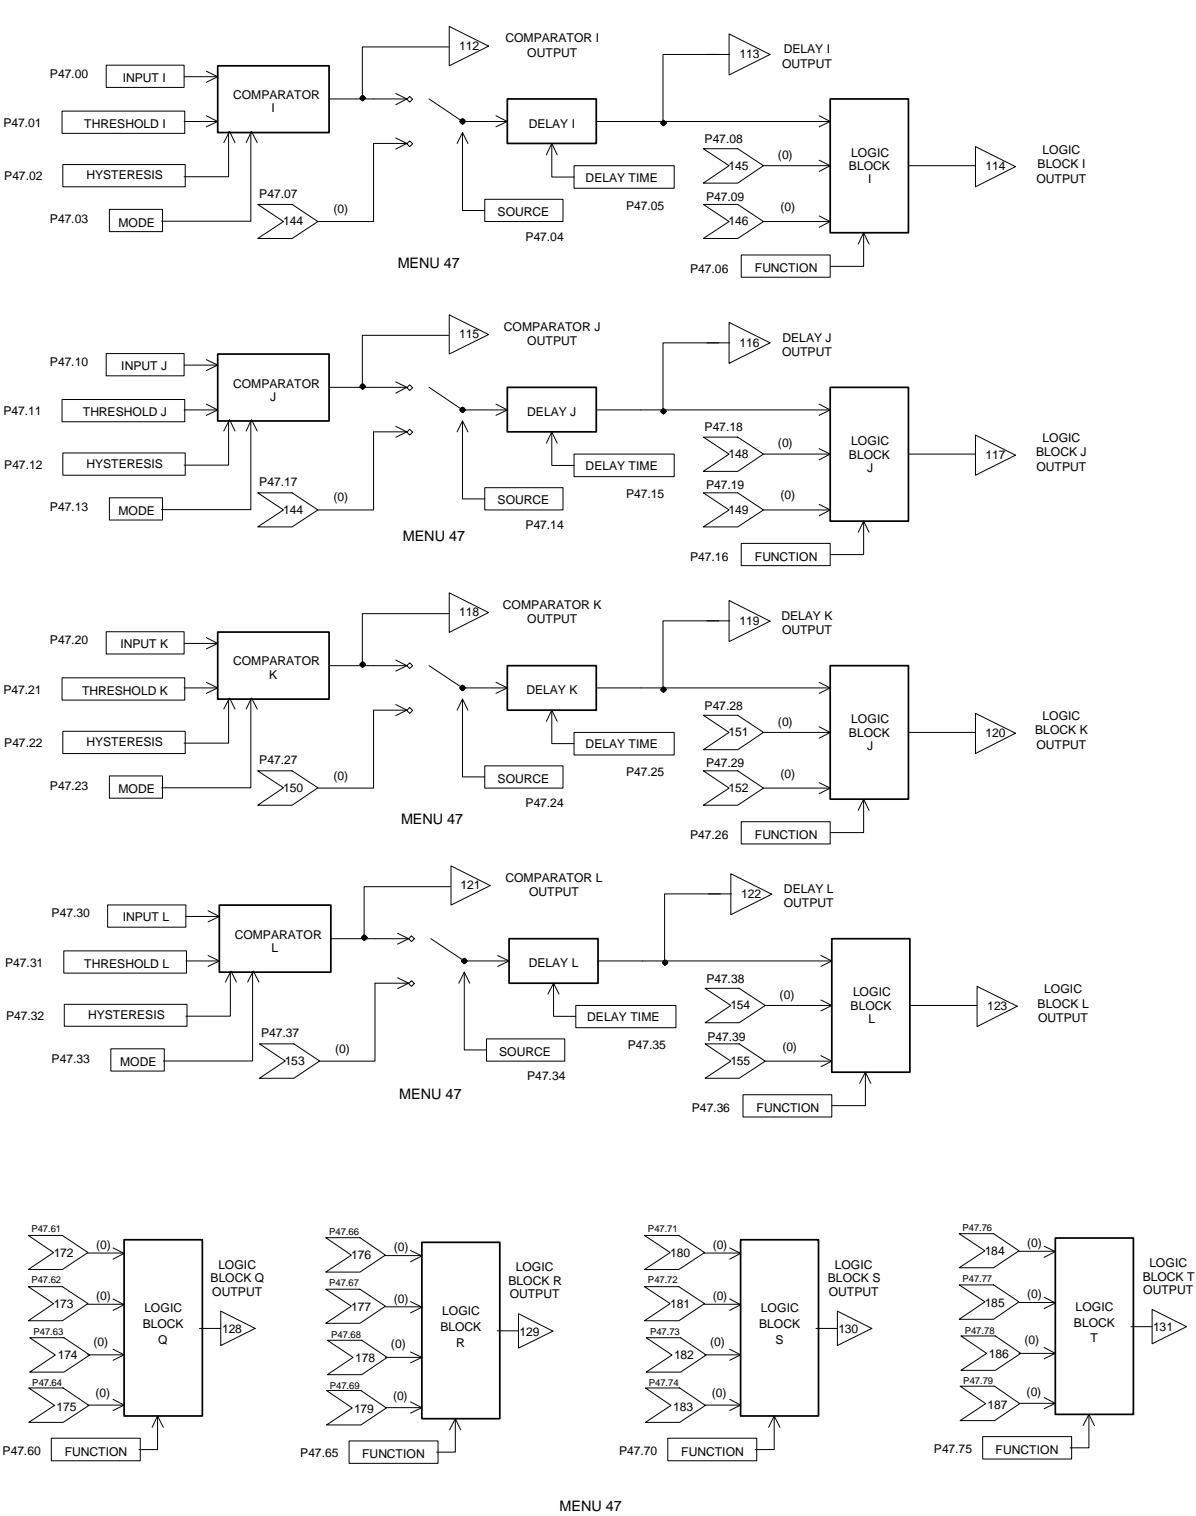 COMPARATOR I
OUTPUT
112
DELAY I
OUTPUT
113
P47.00
INPUT I
P47.01
THRESHOLD I
COMPARATOR
I
DELAY I
P47.02
HYSTERESIS
P47.03
MODE
P47.07
144
(0)
SOURCE
P47.04
DELAY TIME
P47.05
P47.08
145
(0)
P47.09
146
(0)
LOGIC
BLOCK
I
114
LOGIC
BLOCK I
OUTPUT
P47.06
FUNCTION
MENU 47
COMPARATOR J
OUTPUT
115
DELAY J
OUTPUT
116
P47.10
INPUT J
P47.11
THRESHOLD J
COMPARATOR
J
DELAY J
P47.12
HYSTERESIS
P47.13
MODE
P47.17
144
(0)
SOURCE
P47.14
DELAY TIME
P47.15
P47.18
148
(0)
P47.19
149
(0)
LOGIC
BLOCK
J
117
LOGIC
BLOCK J
OUTPUT
P47.16
FUNCTION
MENU 47
COMPARATOR K
OUTPUT
118
DELAY K
OUTPUT
119
P47.20
INPUT K
P47.21
THRESHOLD K
COMPARATOR
K
DELAY K
P47.22
HYSTERESIS
P47.23
MODE
P47.27
150
(0)
SOURCE
P47.24
DELAY TIME
P47.25
P47.28
151
(0)
P47.29
152
(0)
LOGIC
BLOCK
J
120
LOGIC
BLOCK K
OUTPUT
P47.26
FUNCTION
MENU 47
COMPARATOR L
OUTPUT
121
DELAY L
OUTPUT
122
P47.30
INPUT L
P47.31
THRESHOLD L
COMPARATOR
L
DELAY L
P47.32
HYSTERESIS
P47.33
MODE
P47.37
153
(0)
SOURCE
P47.34
DELAY TIME
P47.35
P47.38
154
(0)
P47.39
155
(0)
LOGIC
BLOCK
L
123
LOGIC
BLOCK L
OUTPUT
P47.36
FUNCTION
MENU 47
P47.61
172
(0)
P47.62
173
(0)
P47.63
174
(0)
P47.64
175
(0)
LOGIC
BLOCK
Q
LOGIC
BLOCK Q
OUTPUT
128
P47.60
FUNCTION
P47.66
176
(0)
P47.67
177
(0)
P47.68
178
(0)
P47.69
179
(0)
LOGIC
BLOCK
R
LOGIC
BLOCK R
OUTPUT
129
P47.65
FUNCTION
P47.71
180
(0)
P47.72
181
(0)
P47.73
182
(0)
P47.74
183
(0)
LOGIC
BLOCK
S
LOGIC
BLOCK S
OUTPUT
130
P47.70
FUNCTION
P47.76
184
(0)
P47.77
185
(0)
P47.78
186
(0)
P47.79
187
(0)
LOGIC
BLOCK
T
LOGIC
BLOCK T
OUTPUT
131
P47.75
FUNCTION
MENU 47